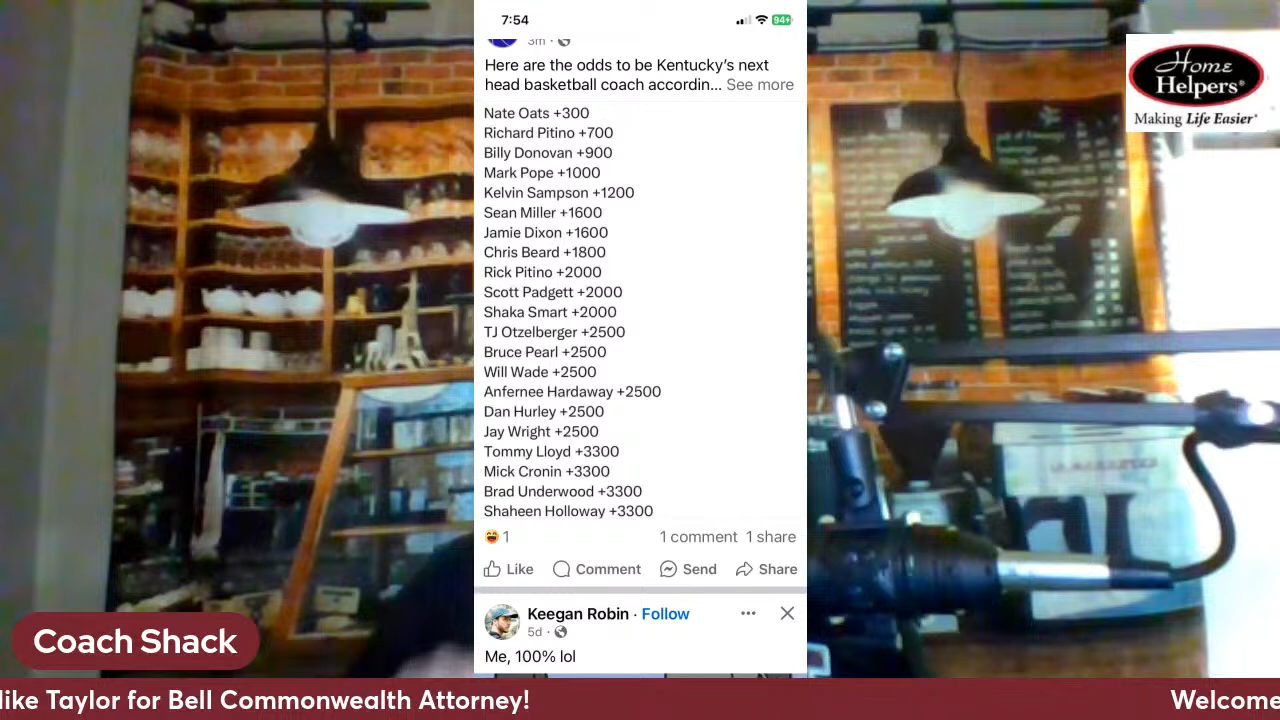 7:54
94
3m ·
Here are the odds to be Kentucky's next
head basketball coach accordin... See more
Nate Oats +300
Richard Pitino +700
Billy Donovan +900
Mark Pope +1000
Kelvin Sampson +1200
Sean Miller +1600
Jamie Dixon +1600
Chris Beard +1800
Rick Pitino +2000
Scott Padgett +2000
Shaka Smart +2000
TJ Otzelberger +2500
Bruce Pearl +2500
Will Wade +2500
Anfernee Hardaway +2500
Dan Hurley +2500
Jay Wright +2500
Tommy Lloyd +3300
Mick Cronin +3300
Brad Underwood +3300
Shaheen Holloway +3300
1
1 comment 1 share
Like Comment Send Share
Keegan Robin · Follow
5d ·
Me, 100% lol
Home
Helpers®
Making Life Easier®
Coach Shack
like Taylor for Bell Commonwealth Attorney!
Welcome